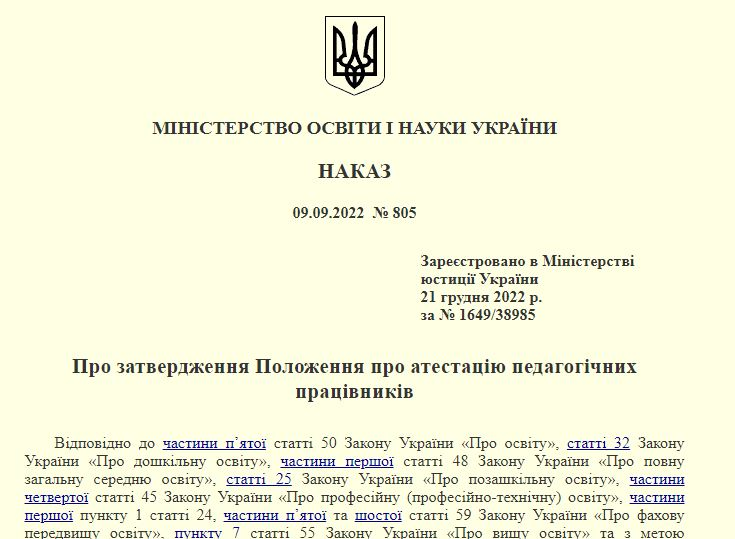 МІНІСТЕРСТВО ОСВІТИ І НАУКИ УКРАЇНИ
НАКАЗ
09.09.2022 № 805
Зареєстровано в Міністерстві
юстиції України
21 грудня 2022 р.
за № 1649/38985
Про затвердження Положення про атестацію педагогічних
працівників
Відповідно до частини п’ятої статті 50 Закону України «Про освіту», статті 32 Закону
України «Про дошкільну освіту», частини першої статті 48 Закону України «Про повну
загальну середню освіту», статті 25 Закону України «Про позашкільну освіту», частини
четвертої статті 45 Закону України «Про професійну (професійно-технічну) освіту», частини
першої пункту 1 статті 24, частини п’ятої та шостої статті 59 Закону України «Про фахову
передвищу освіту», пункту 7 статті 55 Закону України «Про вищу освіту» та з метою